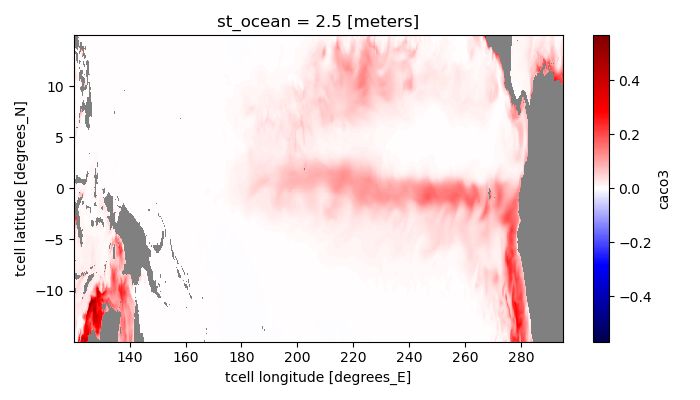 st_ocean = 2.5 [meters]
10
5
0
−5
−10
tcell latitude [degrees_N]
140 160 180 200 220 240 260 280
tcell longitude [degrees_E]
0.4
0.2
0.0
−0.2
−0.4
caco3